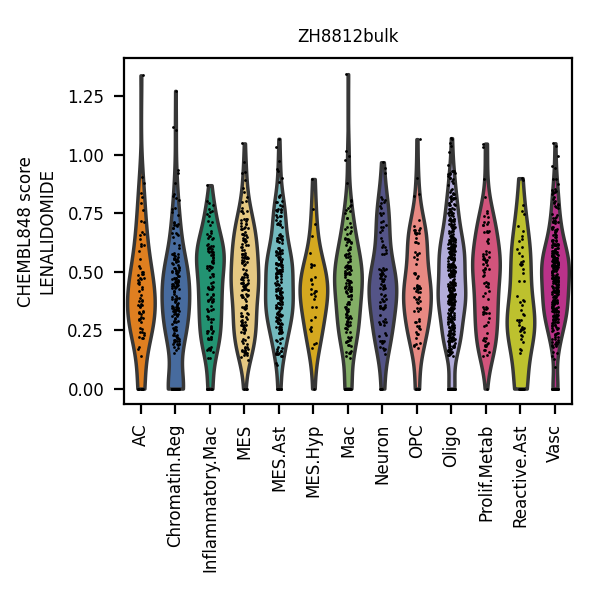 ZH8812bulk
CHEMBL848 score
LENALIDOMIDE
1.25
1.00
0.75
0.50
0.25
0.00
AC
Chromatin.Reg
Inflammatory.Mac
MES
MES.Ast
MES.Hyp
Mac
Neuron
OPC
Oligo
Prolif.Metab
Reactive.Ast
Vasc